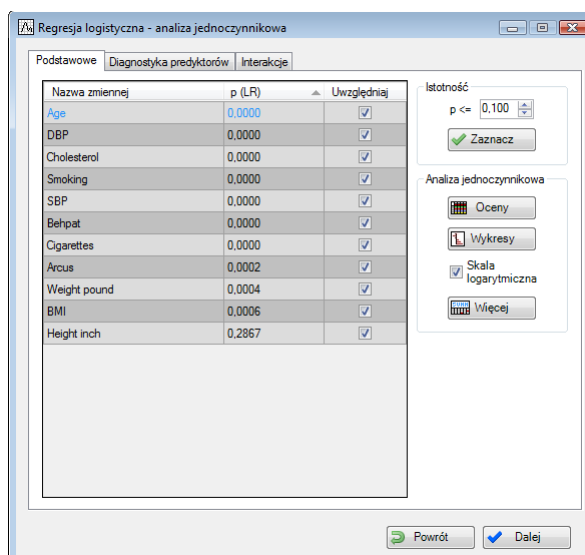 Regresja logistyczna - analiza jednoczynnikowa
Podstawowe Diagnostyka predyktorów Interakcje
Nazwa zmiennej p (LR) Uwzględniaj
Age 0,0000
DBP 0,0000
Cholesterol 0,0000
Smoking 0,0000
SBP 0,0000
Behpat 0,0000
Cigarettes 0,0000
Arcus 0,0002
Weight pound 0,0004
BMI 0,0006
Height inch 0,2867
Istotność
p <= 0,100
Zaznacz
Analiza jednoczynnikowa
Oceny
Wykresy
Skala
logarytmiczna
Więcej
Powrót Dalej